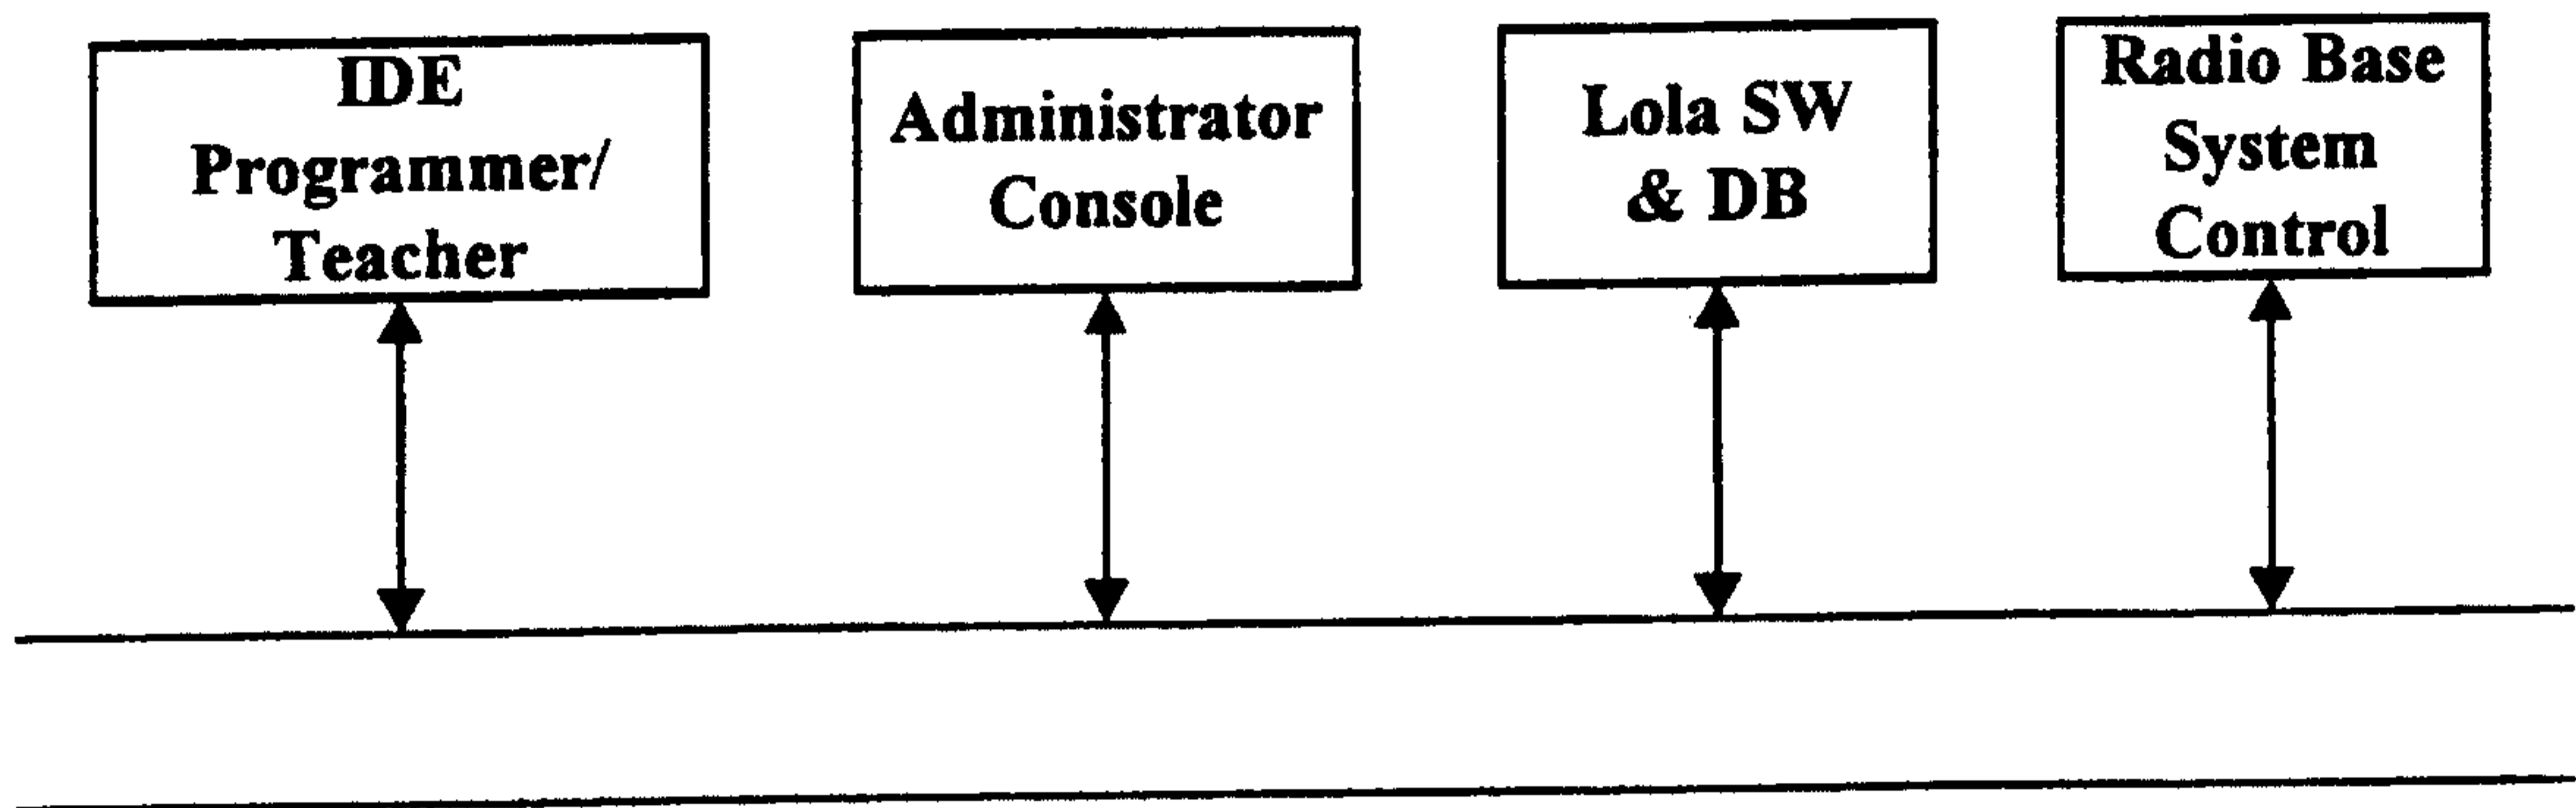 IDE
Programmer/
Teacher
Administrator
Console
Lola SW
& DB
Radio Base
System
Control